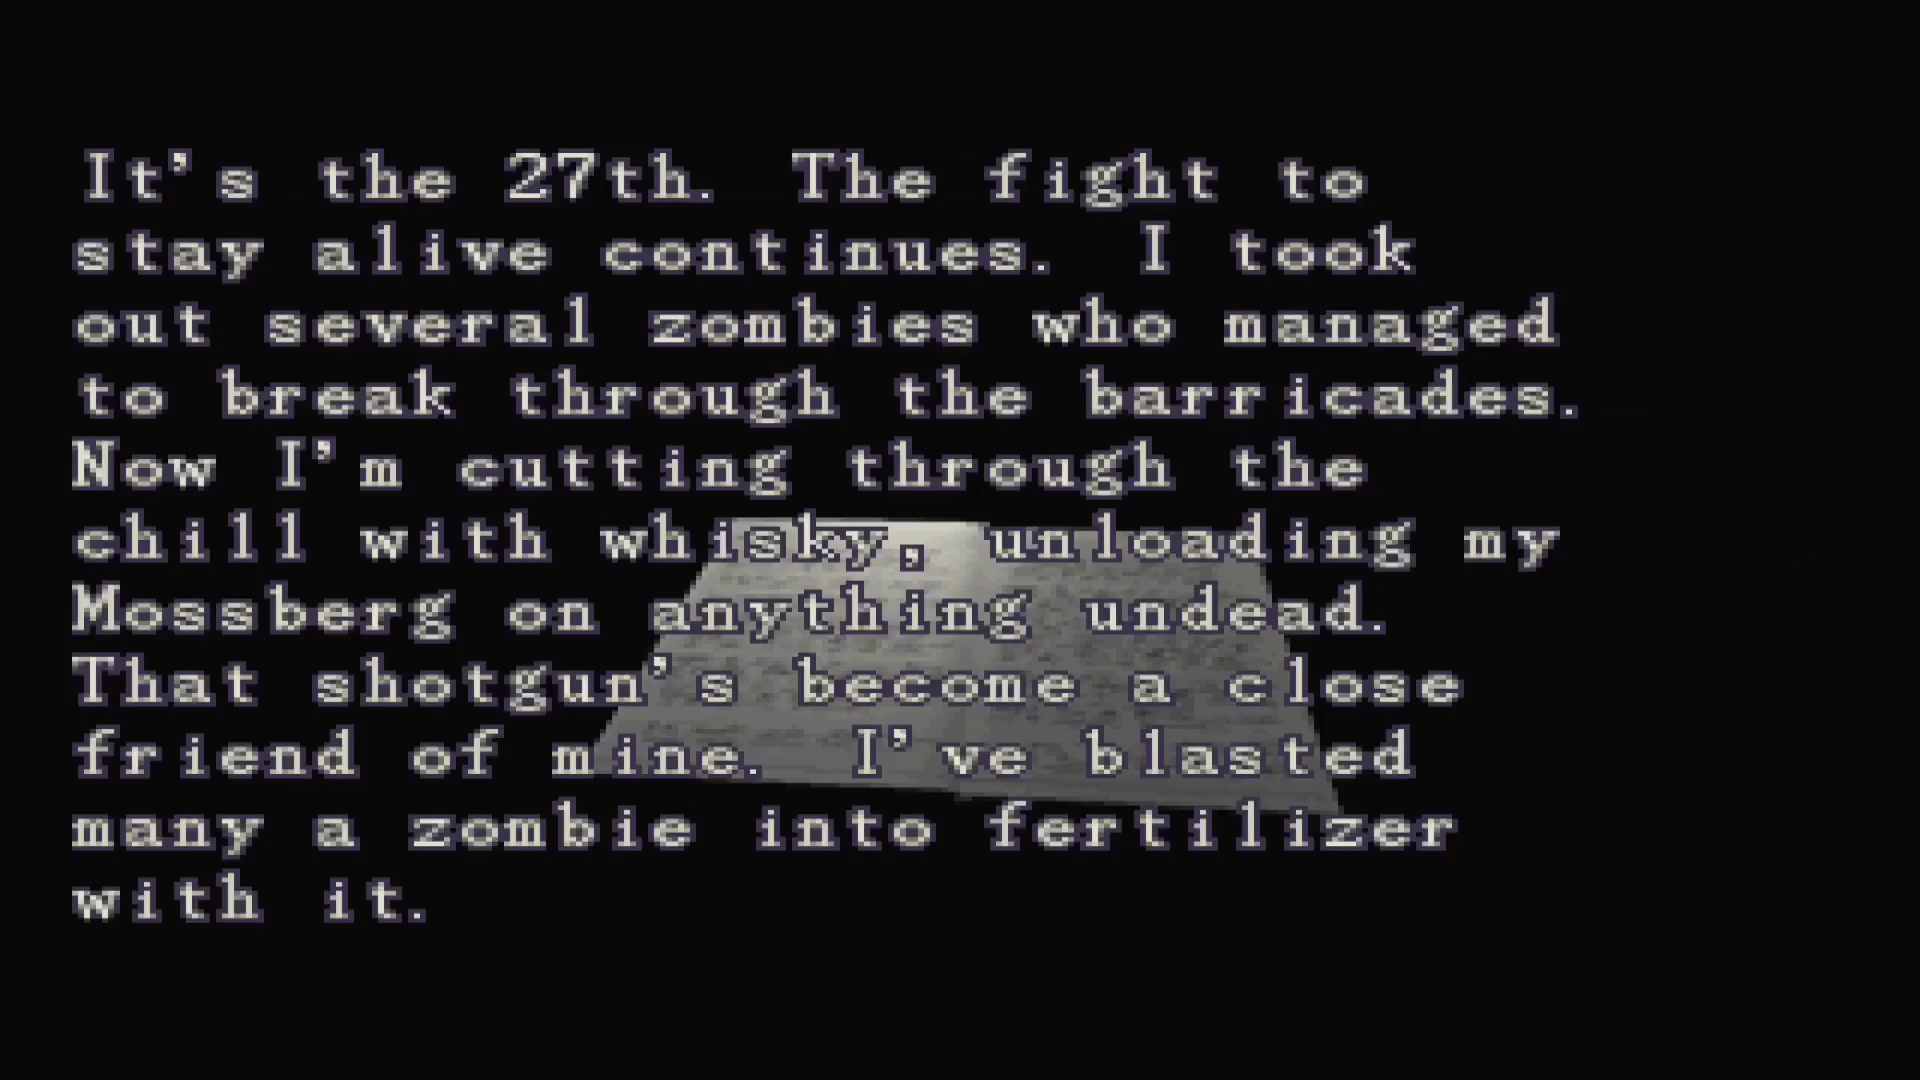 It's the 27th.  The fight to
stay alive continues.  I took
out several zombies who managed
to break through the barricades.
Now I'm cutting through the
chill with whisky, unloading my
Mossberg on anything undead.
That shotgun's become a close
friend of mine.  I've blasted
many a zombie into fertilizer
with it.